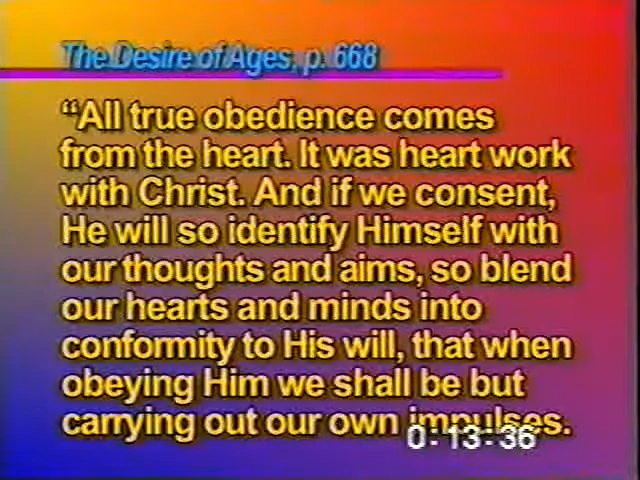 The Desire of Ages, p. 668
“All true obedience comes
from the heart. It was heart work
with Christ. And if we consent,
He will so identify Himself with
our thoughts and aims, so blend
our hearts and minds into
conformity to His will, that when
obeying Him we shall be but
carrying out our own impulses.
0:13:36